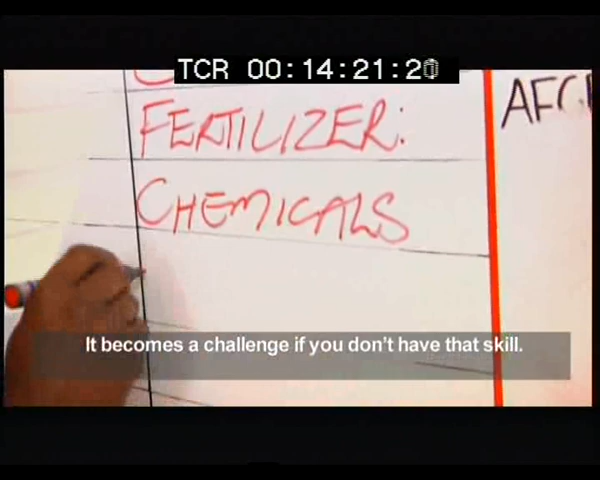 TCR 00:14:21:20
FERTILIZER:
CHEMICALS
It becomes a challenge if you don't have that skill.